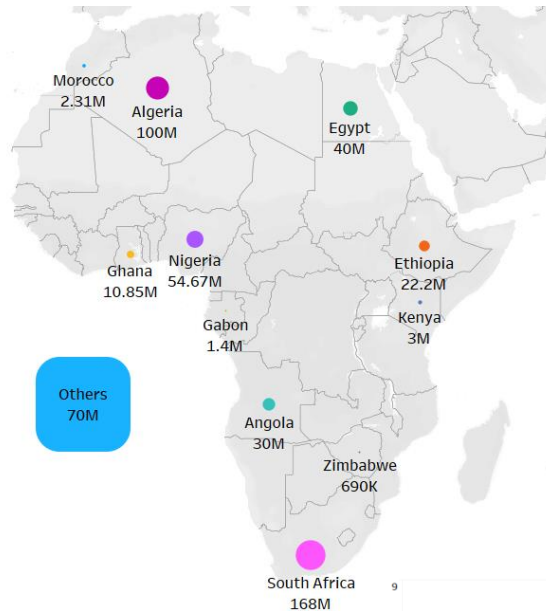 Morocco
2.31M
Algeria
100M
Egypt
40M
Ghana
10.85M
Nigeria
54.67M
Ethiopia
22.2M
Gabon
1.4M
Kenya
3M
Others
70M
Angola
30M
Zimbabwe
690K
South Africa
168M
9